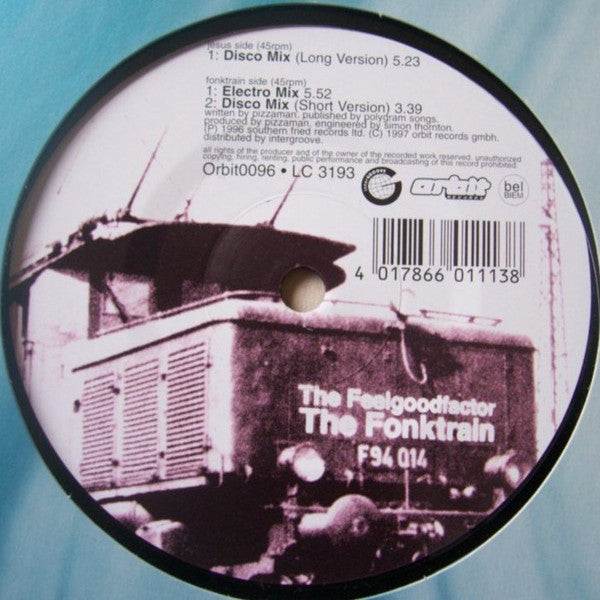 jesus side (45rpm)
1: Disco Mix (Long Version) 5.23
fonktrain side (45rpm)
1: Electro Mix 5.52
2: Disco Mix (Short Version) 3.39
written by pizzaman. published by polydram songs.
produced by pizzaman, engineered by simon thornton.
(P) 1996 southern fried records ltd. (C) 1997 orbit records gmbh.
distributed by intergroove.
all rights of the producer and of the owner of the recorded work reserved. unauthorized
copying, hiring, renting, public performance and broadcasting of this record prohibited.
Orbit0096 • LC 3193
INTERGROOVE
orbit
RECORDS
bel
BIEM
4 017866 011138
The Feelgoodfactor
The Fonktrain
F94 014